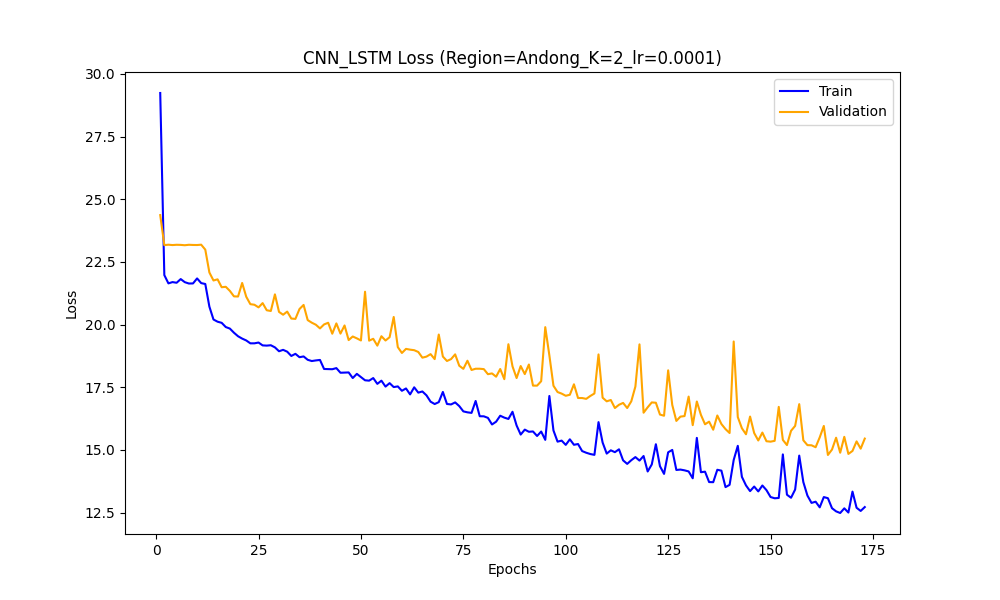 CNN_LSTM Loss (Region=Andong_K=2_lr=0.0001)
30.0
27.5
25.0
22.5
20.0
17.5
15.0
12.5
Loss
Train
Validation
0 25 50 75 100 125 150 175
Epochs